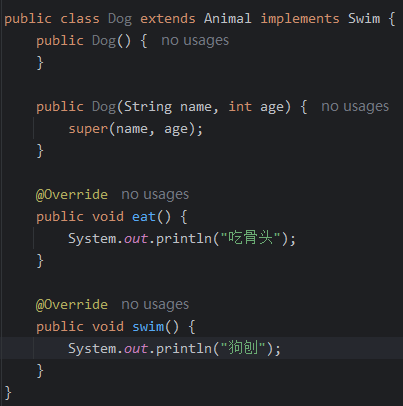 public class Dog extends Animal implements Swim {
    public Dog() { no usages
    }

    public Dog(String name, int age) { no usages
        super(name, age);
    }

    @Override no usages
    public void eat() {
        System.out.println("吃骨头");
    }

    @Override no usages
    public void swim() {
        System.out.println("狗刨");
    }
}